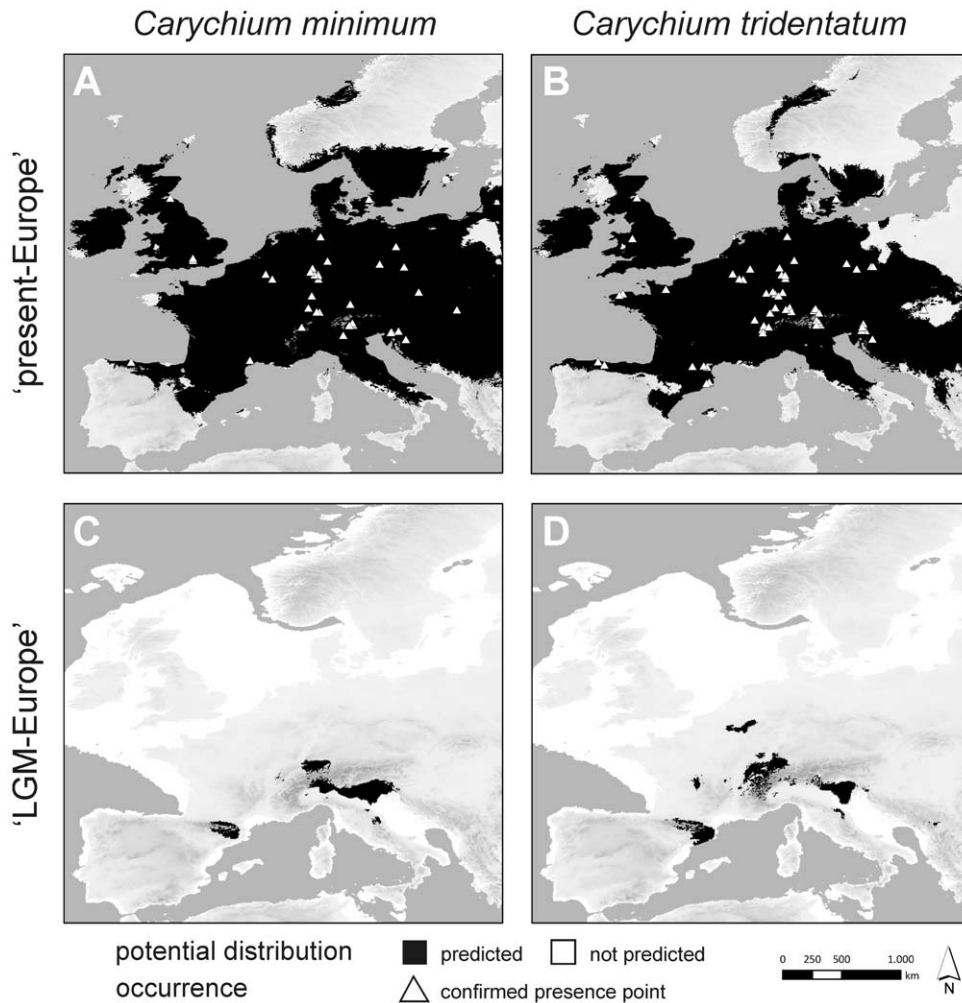 Carychium minimum
Carychium tridentatum
A
B
'present-Europe'
C
D
'LGM-Europe'
potential distribution
predicted
not predicted
occurrence
confirmed presence point
0 250 500 1.000
km
N